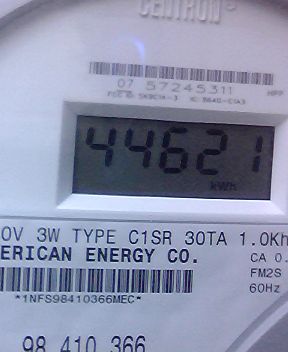 CENTRON
07 57245311
44621
kWh
0V 3W TYPE C1SR 30TA 1.0Kh
ERICAN ENERGY CO.
CA 0.
FM2S
60Hz
*1NFS98410366MEC*
98 410 366